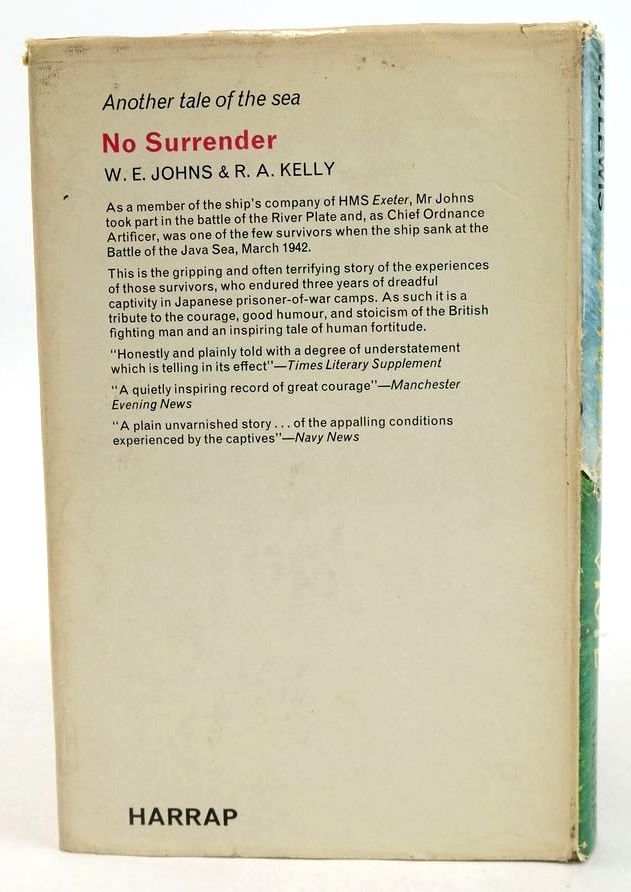 Another tale of the sea
No Surrender
W. E. JOHNS & R. A. KELLY
As a member of the ship's company of HMS Exeter, Mr Johns
took part in the battle of the River Plate and, as Chief Ordnance
Artificer, was one of the few survivors when the ship sank at the
Battle of the Java Sea, March 1942.
This is the gripping and often terrifying story of the experiences
of those survivors, who endured three years of dreadful
captivity in Japanese prisoner-of-war camps. As such it is a
tribute to the courage, good humour, and stoicism of the British
fighting man and an inspiring tale of human fortitude.
"Honestly and plainly told with a degree of understatement
which is telling in its effect"—Times Literary Supplement
"A quietly inspiring record of great courage"—Manchester
Evening News
"A plain unvarnished story . . . of the appalling conditions
experienced by the captives"—Navy News
HARRAP
LEWIS